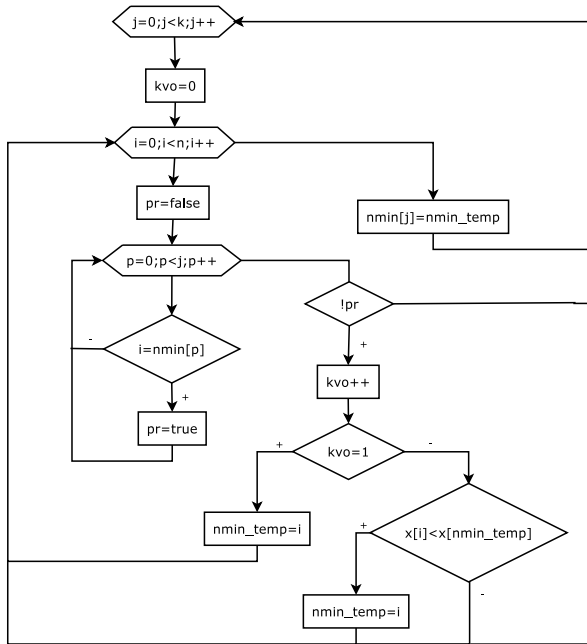 j=0;j<k;j++
kvo=0
i=0;i<n;i++
pr=false
nmin[j]=nmin_temp
p=0;p<j;p++
!pr
-
i=nmin[p]
+
kvo++
+
pr=true
+
kvo=1
-
nmin_temp=i
+
x[i]<x[nmin_temp]
nmin_temp=i
-